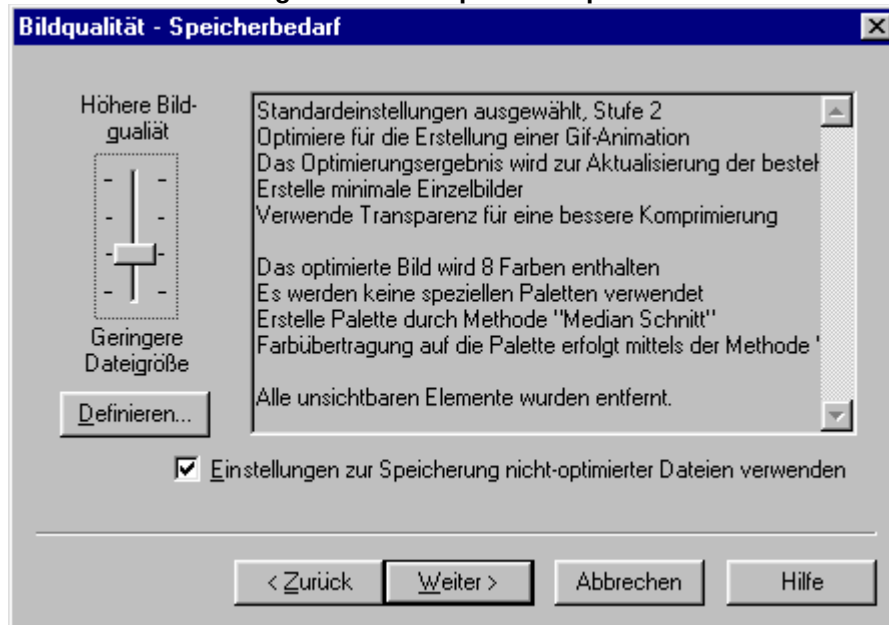 Bildqualität - Speicherbedarf
Höhere Bild-
gualiät
Geringere
Dateigröße
Definieren...
Standardeinstellungen ausgewählt, Stufe 2
Optimiere für die Erstellung einer Gif-Animation
Das Optimierungsergebnis wird zur Aktualisierung der
Erstelle minimale Einzelbilder
Verwende Transparenz für eine bessere Komprimierung
Das optimierte Bild wird 8 Farben enthalten
Es werden keine speziellen Paletten verwendet
Erstelle Palette durch Methode "Median Schnitt"
Farbübertragung auf die Palette erfolgt mittels der Methode
Alle unsichtbaren Elemente wurden entfernt.
Einstellungen zur Speicherung nicht-optimierter Dateien verwenden
< Zurück
Weiter >
Abbrechen
Hilfe